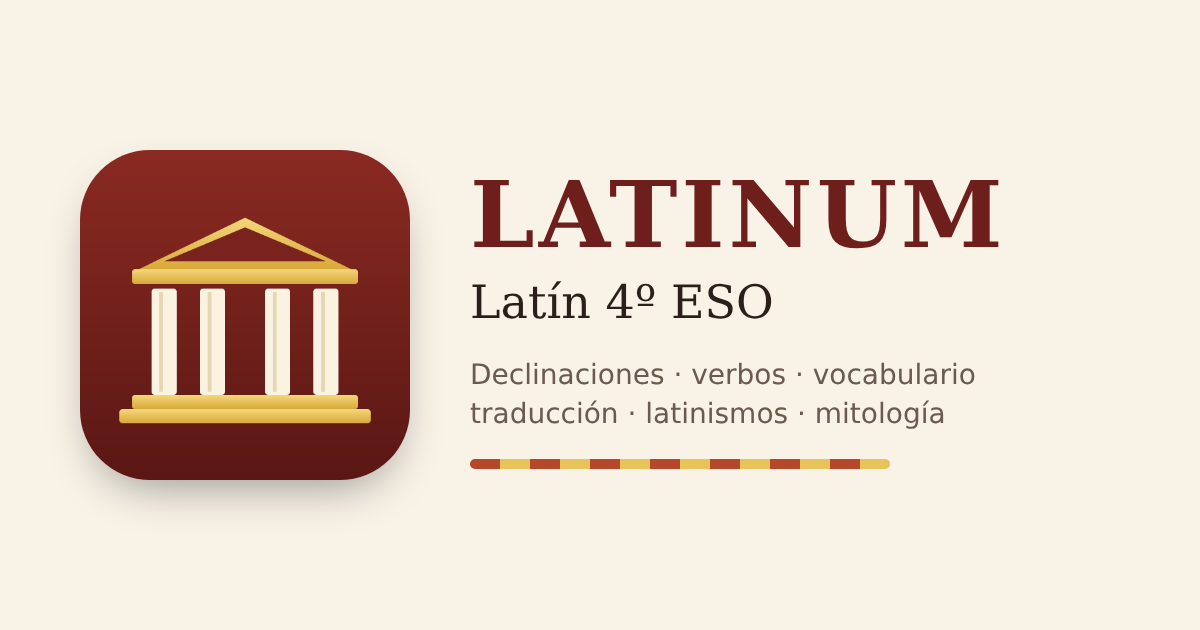 LATINUM
Latín 4º ESO
Declinaciones · verbos · vocabulario
traducción · latinismos · mitología